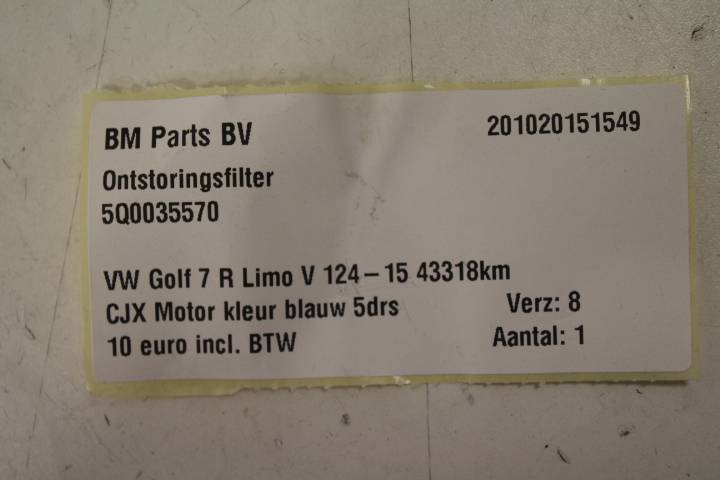 BM Parts BV 201020151549
Ontstoringsfilter
5Q0035570
VW Golf 7 R Limo V 124-15 43318km
CJX Motor kleur blauw 5drs Verz: 8
10 euro incl. BTW Aantal: 1